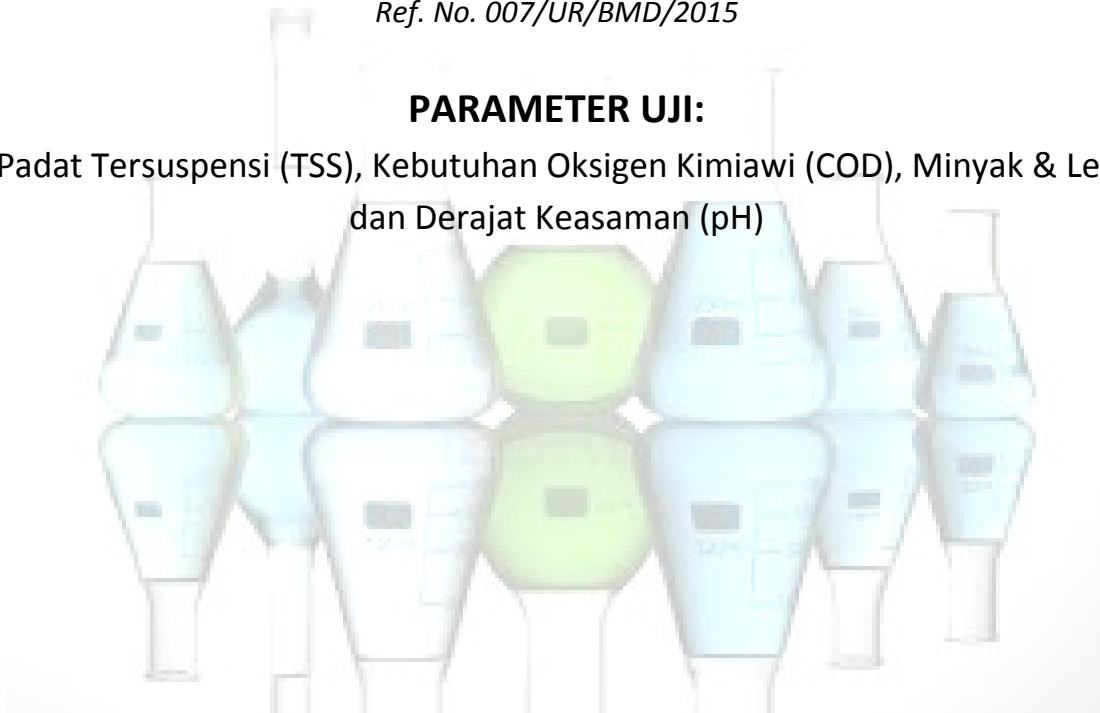 Ref. No. 007/UR/BMD/2015
PARAMETER UJI:
Padat Tersuspensi (TSS), Kebutuhan Oksigen Kimiawi (COD), Minyak & Le
dan Derajat Keasaman (pH)